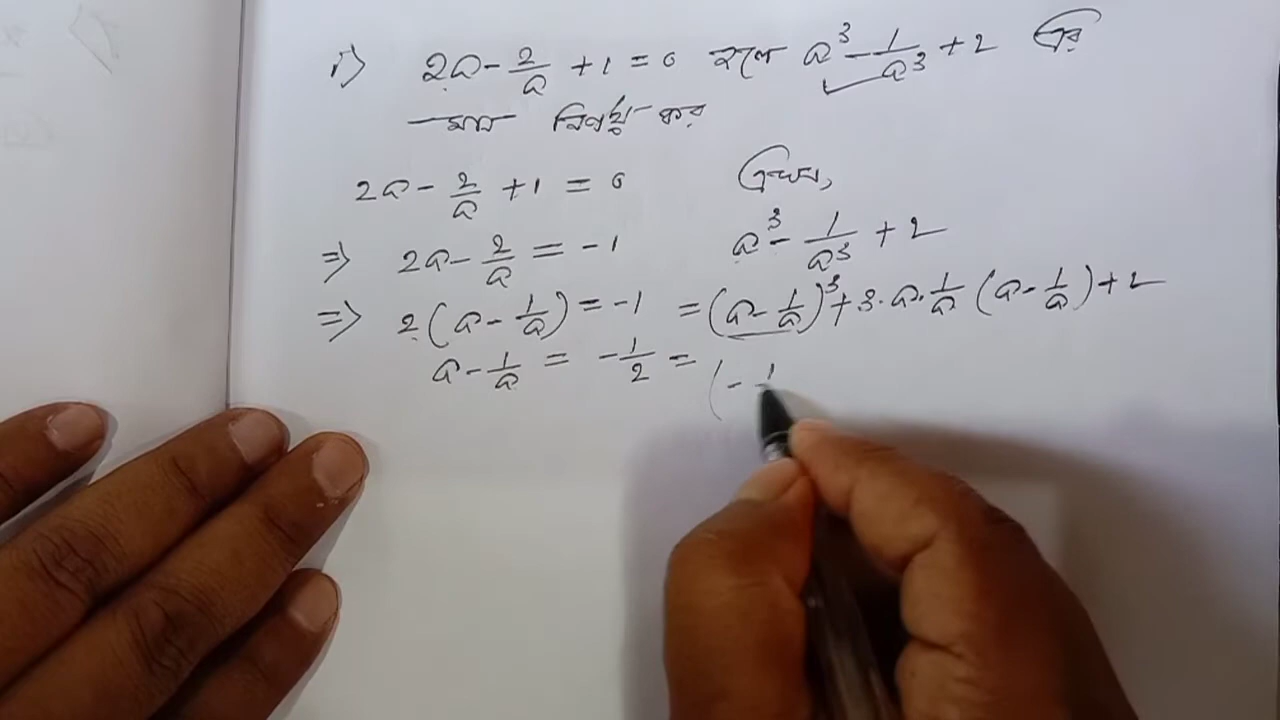 i) 2a - 2/a + 1 = 0 হলে a³ - 1/a³ + 2 এর
মান নির্ণয় কর
2a - 2/a + 1 = 0 এখন,
⇒ 2a - 2/a = -1 a³ - 1/a³ + 2
⇒ 2(a - 1/a) = -1 = (a - 1/a)³ + 3·a·1/a (a - 1/a) + 2
a - 1/a = -1/2 = (- 1